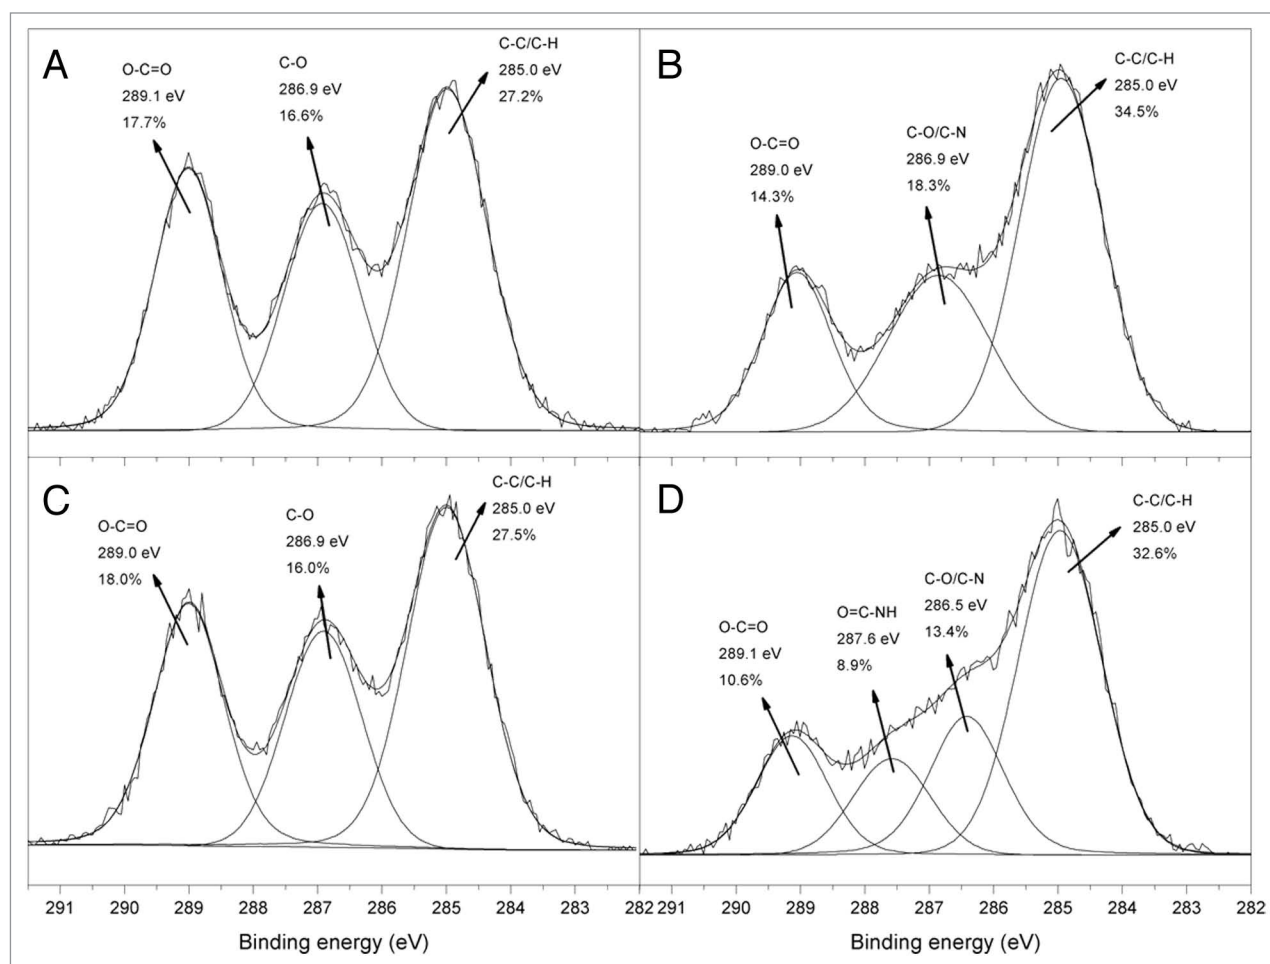 A
O-C=O
289.1 eV
17.7%
C-O
286.9 eV
16.6%
C-C/C-H
285.0 eV
27.2%
B
O-C=O
289.0 eV
14.3%
C-O/C-N
286.9 eV
18.3%
C-C/C-H
285.0 eV
34.5%
C
O-C=O
289.0 eV
18.0%
C-O
286.9 eV
16.0%
C-C/C-H
285.0 eV
27.5%
D
O-C=O
289.1 eV
10.6%
O=C-NH
287.6 eV
8.9%
C-O/C-N
286.5 eV
13.4%
C-C/C-H
285.0 eV
32.6%
291 290 289 288 287 286 285 284 283 282
291 290 289 288 287 286 285 284 283 282
Binding energy (eV)
Binding energy (eV)